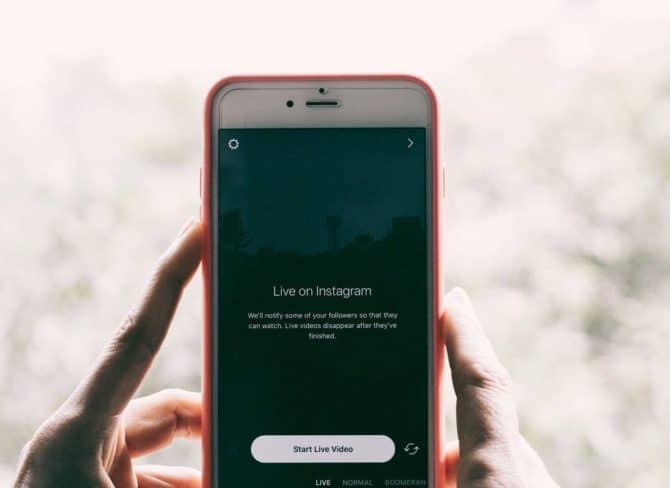 Live on Instagram
We'll notify some of your followers so that they
can watch. Live videos disappear after they've
finished.
Start Live Video
LIVE NORMAL BOOMERAN